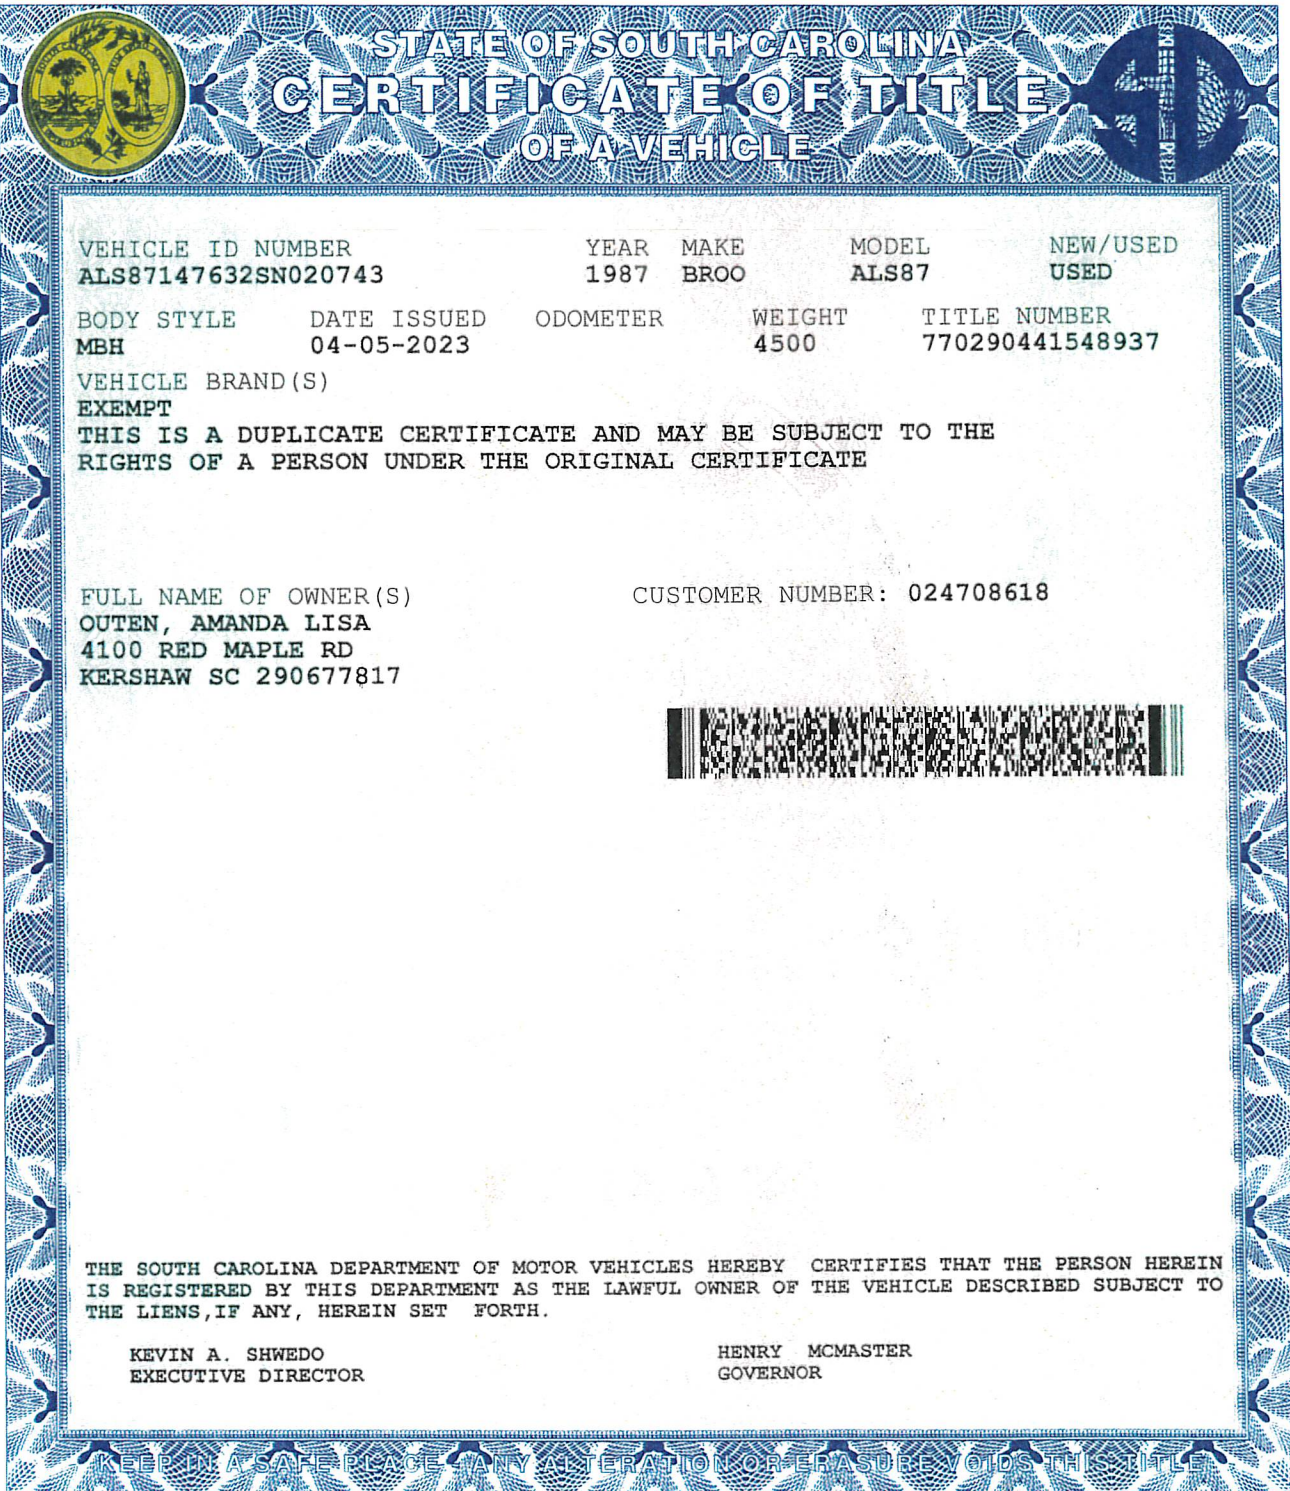 STATE OF SOUTH CAROLINA
CERTIFICATE OF TITLE
OF A VEHICLE
VEHICLE ID NUMBER YEAR MAKE MODEL NEW/USED
ALS87147632SN020743 1987 BROO ALS87 USED
BODY STYLE DATE ISSUED ODOMETER WEIGHT TITLE NUMBER
MBH 04-05-2023 4500 770290441548937
VEHICLE BRAND(S)
EXEMPT
THIS IS A DUPLICATE CERTIFICATE AND MAY BE SUBJECT TO THE
RIGHTS OF A PERSON UNDER THE ORIGINAL CERTIFICATE
FULL NAME OF OWNER(S) CUSTOMER NUMBER: 024708618
OUTEN, AMANDA LISA
4100 RED MAPLE RD
KERSHAW SC 290677817
THE SOUTH CAROLINA DEPARTMENT OF MOTOR VEHICLES HEREBY CERTIFIES THAT THE PERSON HEREIN
IS REGISTERED BY THIS DEPARTMENT AS THE LAWFUL OWNER OF THE VEHICLE DESCRIBED SUBJECT TO
THE LIENS,IF ANY, HEREIN SET FORTH.
KEVIN A. SHWEDO HENRY MCMASTER
EXECUTIVE DIRECTOR GOVERNOR
KEEP IN A SAFE PLACE - ANY ALTERATION OR ERASURE VOIDS THIS TITLE